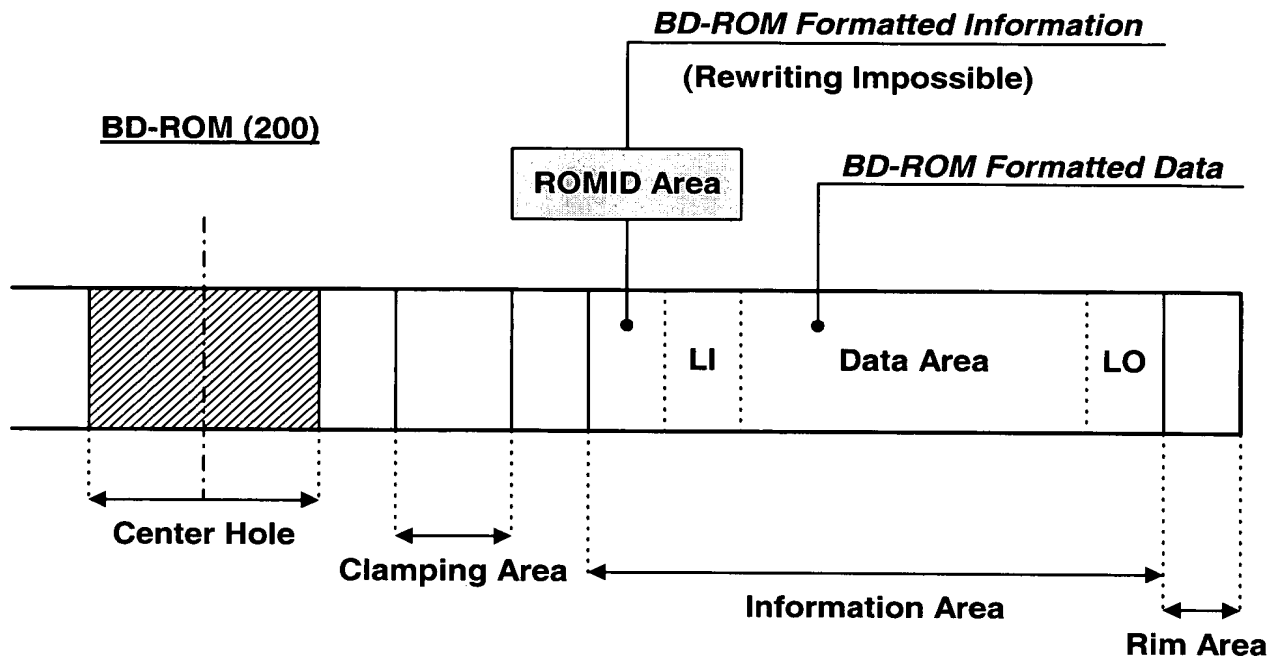 BD-ROM Formatted Information
(Rewriting Impossible)
BD-ROM (200)
ROMID Area
BD-ROM Formatted Data
LI
Data Area
LO
Center Hole
Clamping Area
Information Area
Rim Area